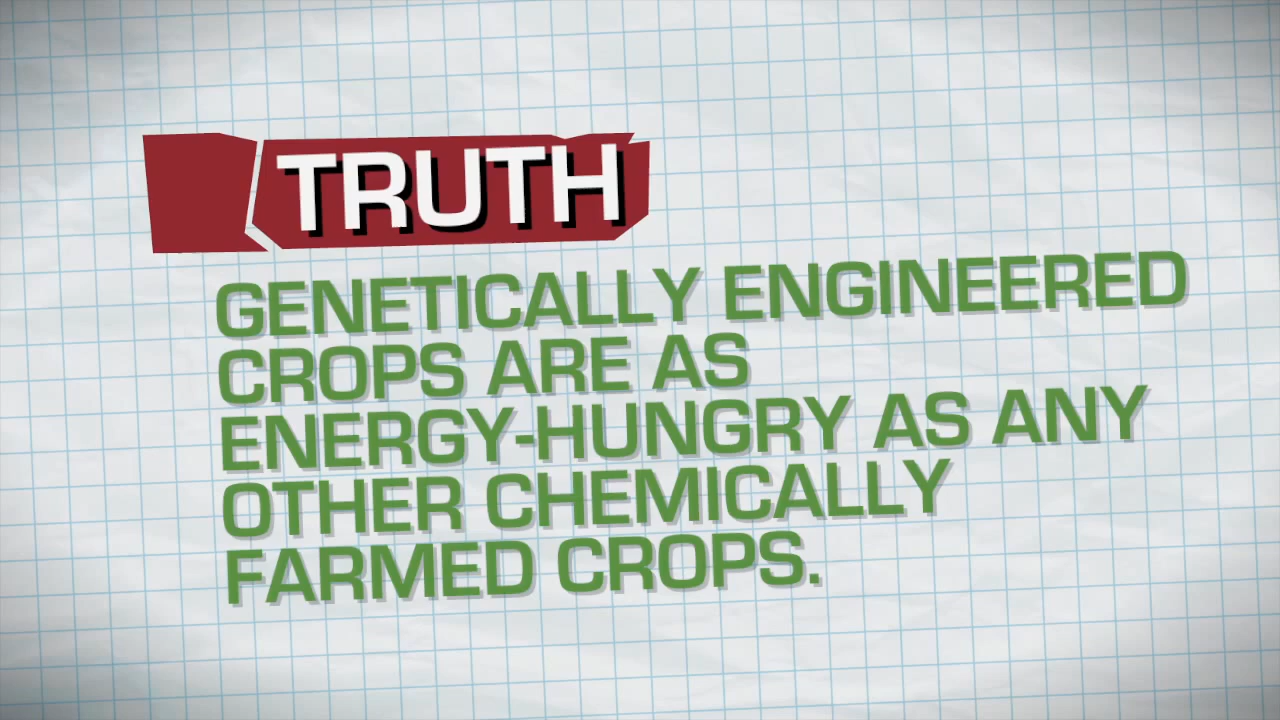 TRUTH
GENETICALLY ENGINEERED
CROPS ARE AS
ENERGY-HUNGRY AS ANY
OTHER CHEMICALLY
FARMED CROPS.